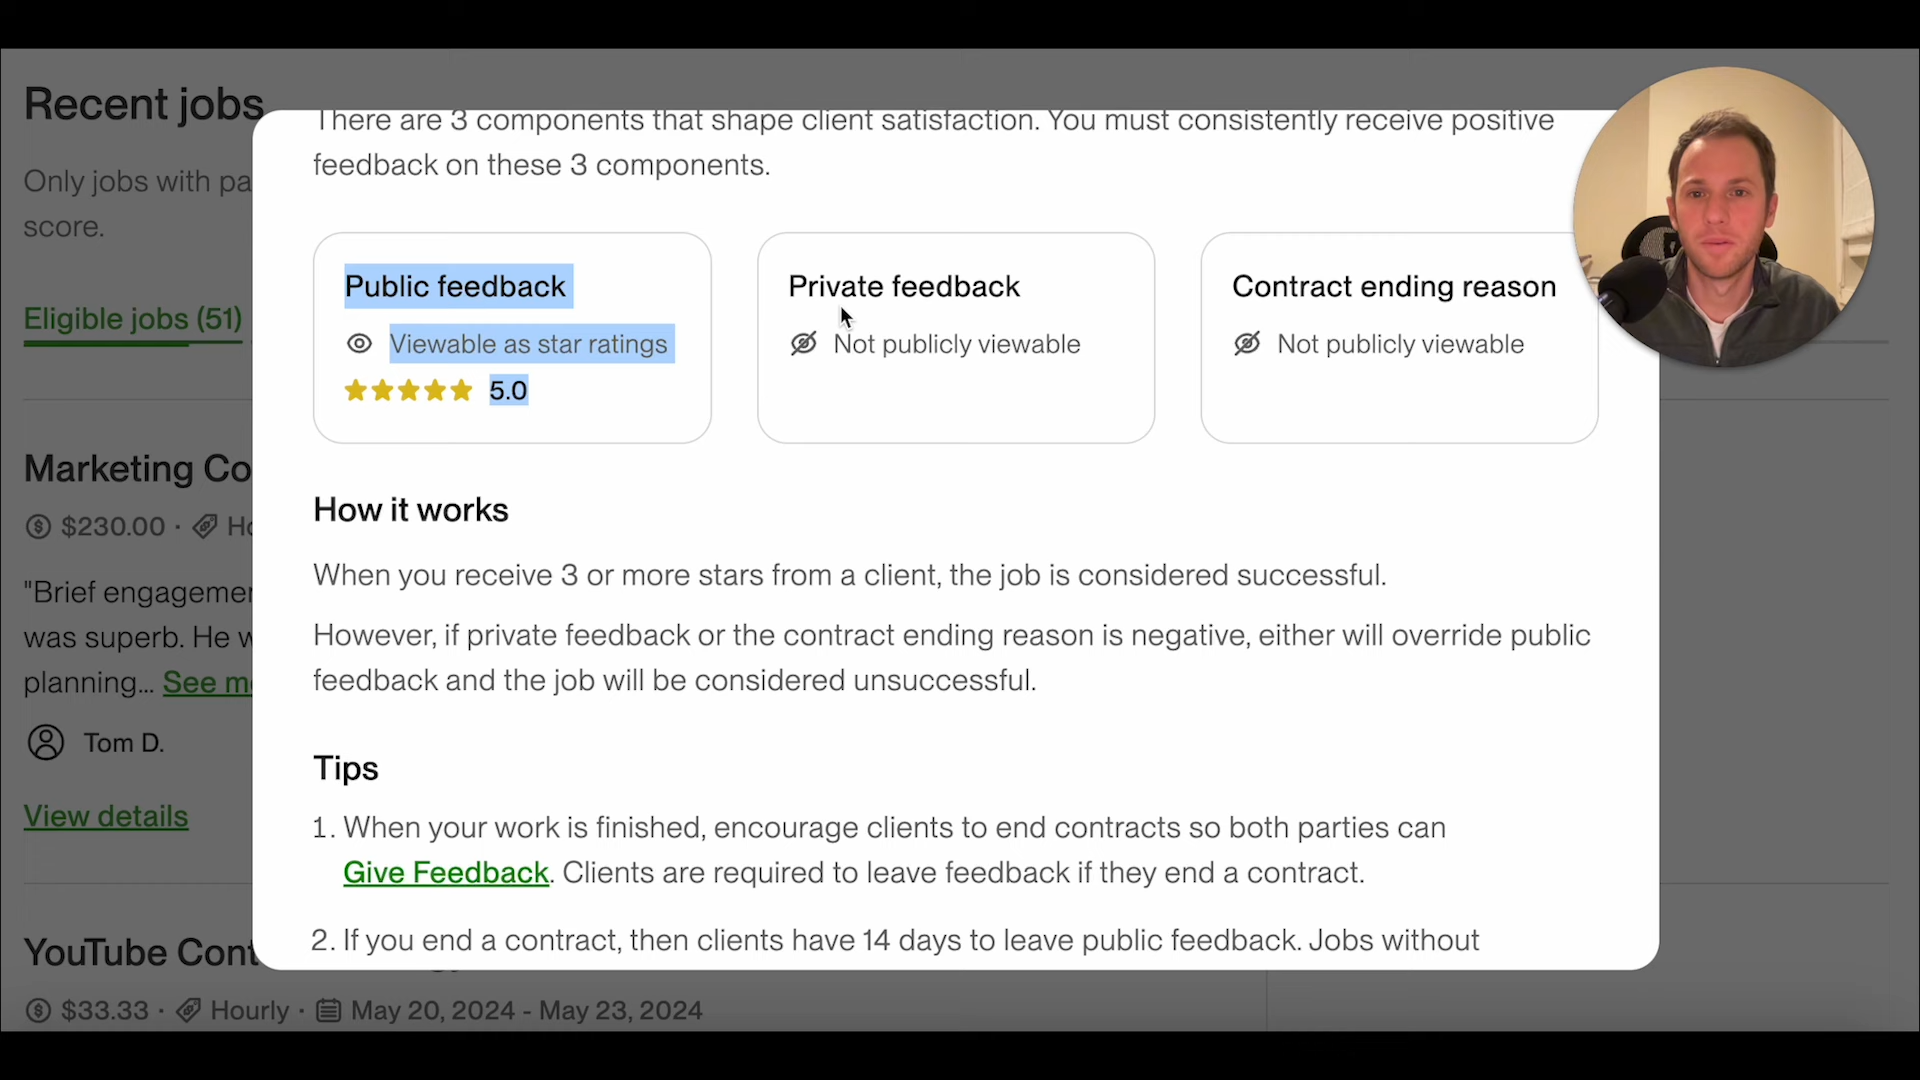 Recent jobs
Only jobs with pa
score.
Eligible jobs (51)
Marketing Co
$230.00 · Ho
"Brief engagemen
was superb. He w
planning... See mo
Tom D.
View details
YouTube Cont
$33.33 · Hourly · May 20, 2024 - May 23, 2024
There are 3 components that shape client satisfaction. You must consistently receive positive
feedback on these 3 components.
Public feedback
Viewable as star ratings
5.0
Private feedback
Not publicly viewable
Contract ending reason
Not publicly viewable
How it works
When you receive 3 or more stars from a client, the job is considered successful.
However, if private feedback or the contract ending reason is negative, either will override public
feedback and the job will be considered unsuccessful.
Tips
1. When your work is finished, encourage clients to end contracts so both parties can
Give Feedback. Clients are required to leave feedback if they end a contract.
2. If you end a contract, then clients have 14 days to leave public feedback. Jobs without